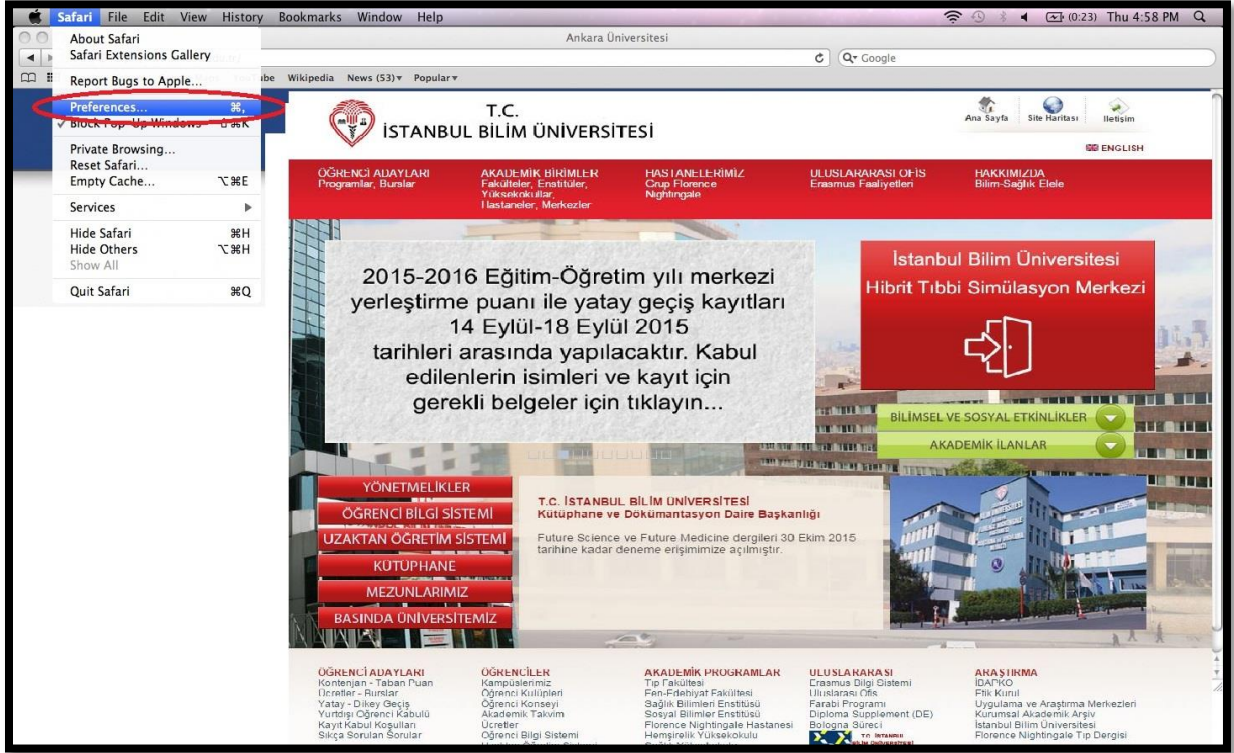 Safari File Edit View History Bookmarks Window Help
(0:23) Thu 4:58 PM
Ankara Üniversitesi
Google
Wikipedia News (53) Popular
About Safari
Safari Extensions Gallery
Report Bugs to Apple...
Preferences... ⌘,
Block Pop-Up Windows ⇧⌘K
Private Browsing...
Reset Safari...
Empty Cache... ⌥⌘E
Services
Hide Safari ⌘H
Hide Others ⌥⌘H
Show All
Quit Safari ⌘Q
T.C.
İSTANBUL BİLİM ÜNİVERSİTESİ
Ana Sayfa Site Haritası İletişim
ENGLISH
ÖĞRENCİ ADAYLARI
Programlar, Burslar
AKADEMİK BİRİMLER
Fakülteler, Enstitüler,
Yüksekokullar,
Hastaneler, Merkezler
HASTANELERİMİZ
Grup Florence
Nightingale
ULUSLARARASI OFİS
Erasmus Faaliyetleri
HAKKIMIZDA
Bilim-Sağlık Elele
2015-2016 Eğitim-Öğretim yılı merkezi
yerleştirme puanı ile yatay geçiş kayıtları
14 Eylül-18 Eylül 2015
tarihleri arasında yapılacaktır. Kabul
edilenlerin isimleri ve kayıt için
gerekli belgeler için tıklayın...
İstanbul Bilim Üniversitesi
Hibrit Tıbbi Simülasyon Merkezi
BİLİMSEL VE SOSYAL ETKİNLİKLER
AKADEMİK İLANLAR
YÖNETMELİKLER
ÖĞRENCİ BİLGİ SİSTEMİ
UZAKTAN ÖĞRETİM SİSTEMİ
KÜTÜPHANE
MEZUNLARIMIZ
BASINDA ÜNİVERSİTEMİZ
T.C. İSTANBUL BİLİM ÜNİVERSİTESİ
Kütüphane ve Dökümantasyon Daire Başkanlığı
Future Science ve Future Medicine dergileri 30 Ekim 2015
tarihine kadar deneme erişimimize açılmıştır.
ÖĞRENCİ ADAYLARI
Kontenjan - Taban Puan
Ücretler - Burslar
Yatay - Dikey Geçiş
Yurtdışı Öğrenci Kabulü
Kayıt Kabul Koşulları
Sıkça Sorulan Sorular
ÖĞRENCİLER
Kampüslerimiz
Öğrenci Kulüpleri
Öğrenci Konseyi
Akademik Takvim
Ücretler
Öğrenci Bilgi Sistemi
AKADEMİK PROGRAMLAR
Tıp Fakültesi
Fen-Edebiyat Fakültesi
Sağlık Bilimleri Enstitüsü
Sosyal Bilimler Enstitüsü
Florence Nightingale Hastanesi
Hemşirelik Yüksekokulu
ULUSLARARASI
Erasmus Bilgi Sistemi
Uluslarası Ofis
Farabi Programı
Diploma Supplement (DE)
Bologna Süreci
T.C. İSTANBUL
BİLİM ÜNİVERSİTESİ
ARAŞTIRMA
İBAPKO
Etik Kurul
Uygulama ve Araştırma Merkezleri
Kurumsal Akademik Arşiv
İstanbul Bilim Üniversitesi
Florence Nightingale Tıp Dergisi